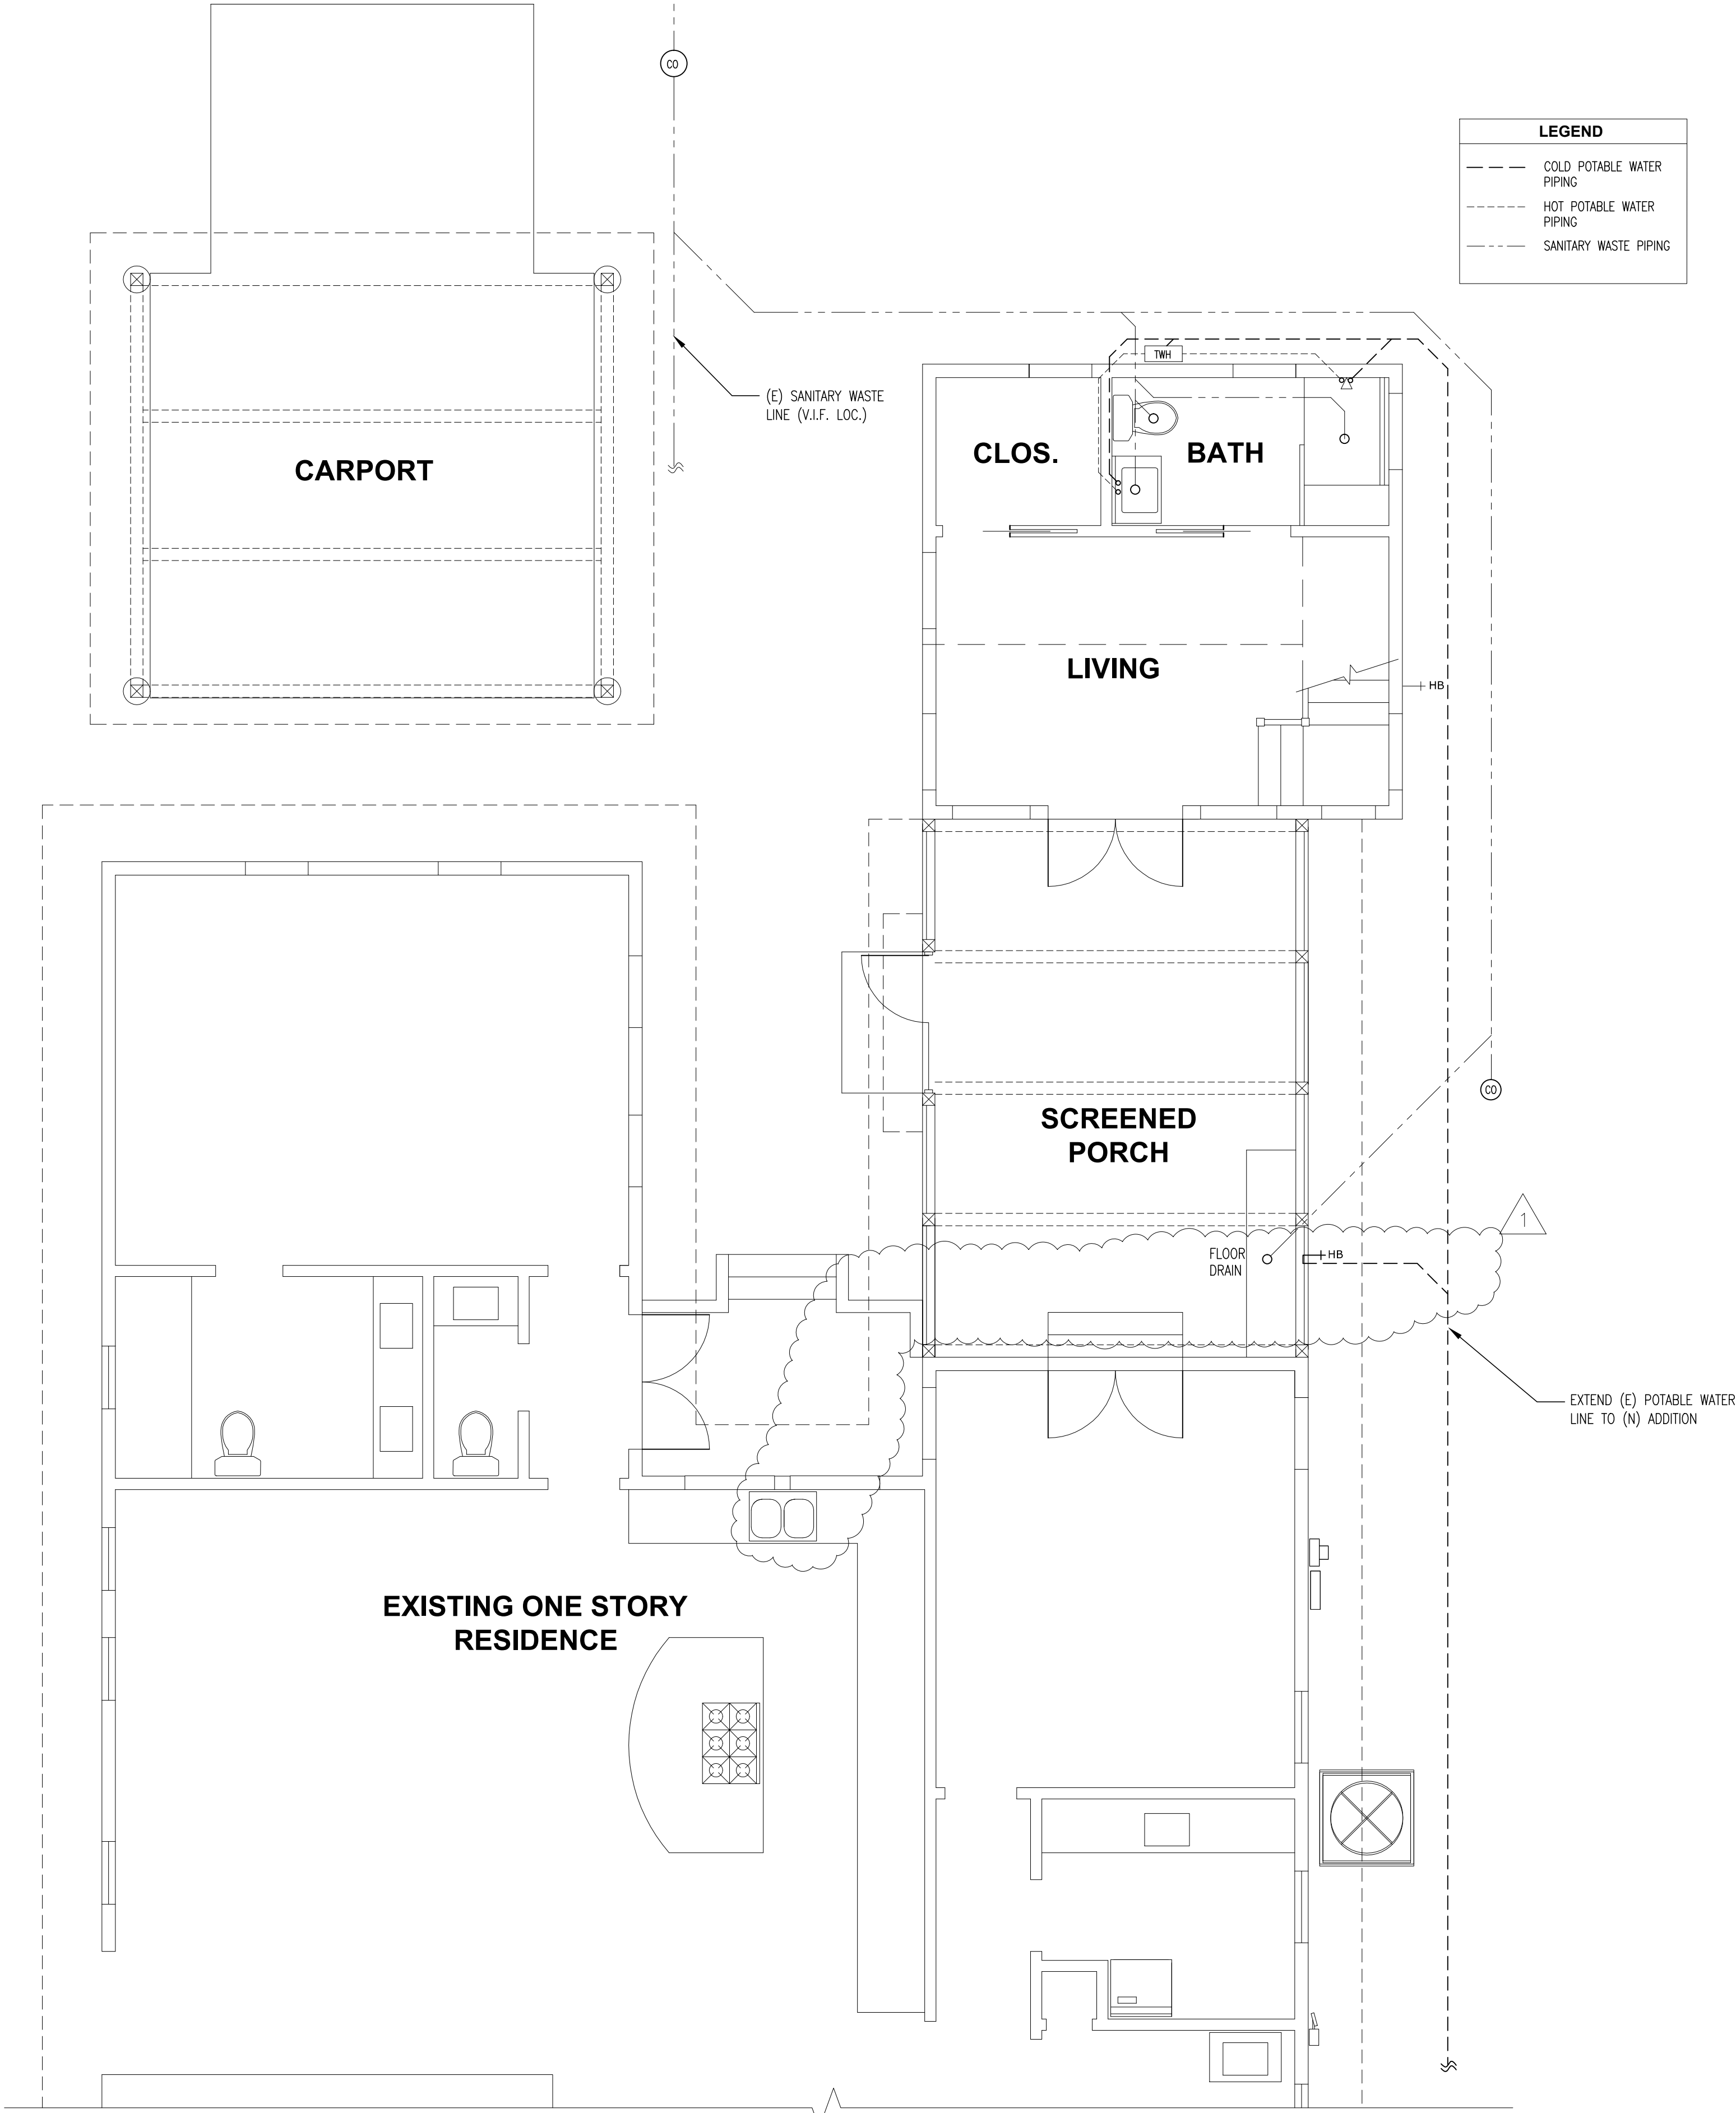 CO
LEGEND
COLD POTABLE WATER
PIPING
HOT POTABLE WATER
PIPING
SANITARY WASTE PIPING
(E) SANITARY WASTE
LINE (V.I.F. LOC.)
TWH
CARPORT
CLOS.
BATH
LIVING
HB
CO
SCREENED
PORCH
1
FLOOR
DRAIN
HB
EXTEND (E) POTABLE WATER
LINE TO (N) ADDITION
EXISTING ONE STORY
RESIDENCE